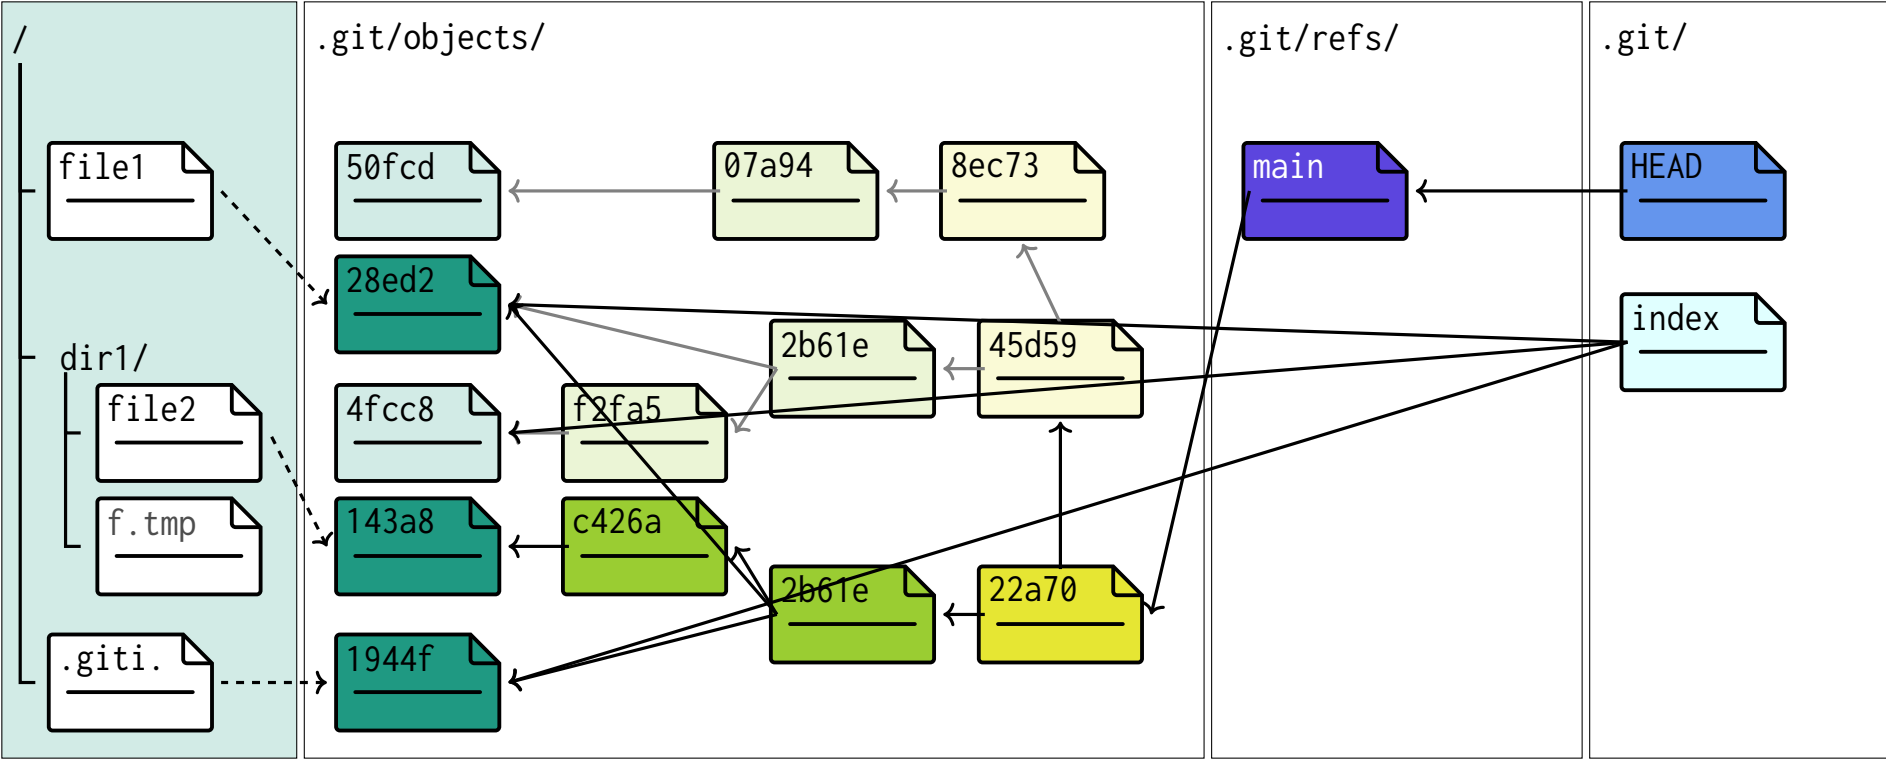 /
.git/objects/
.git/refs/
.git/
file1
50fcd
07a94
8ec73
main
HEAD
28ed2
index
dir1/
2b61e
45d59
file2
4fcc8
f2fa5
f.tmp
143a8
c426a
2b61e
22a70
.giti.
1944f